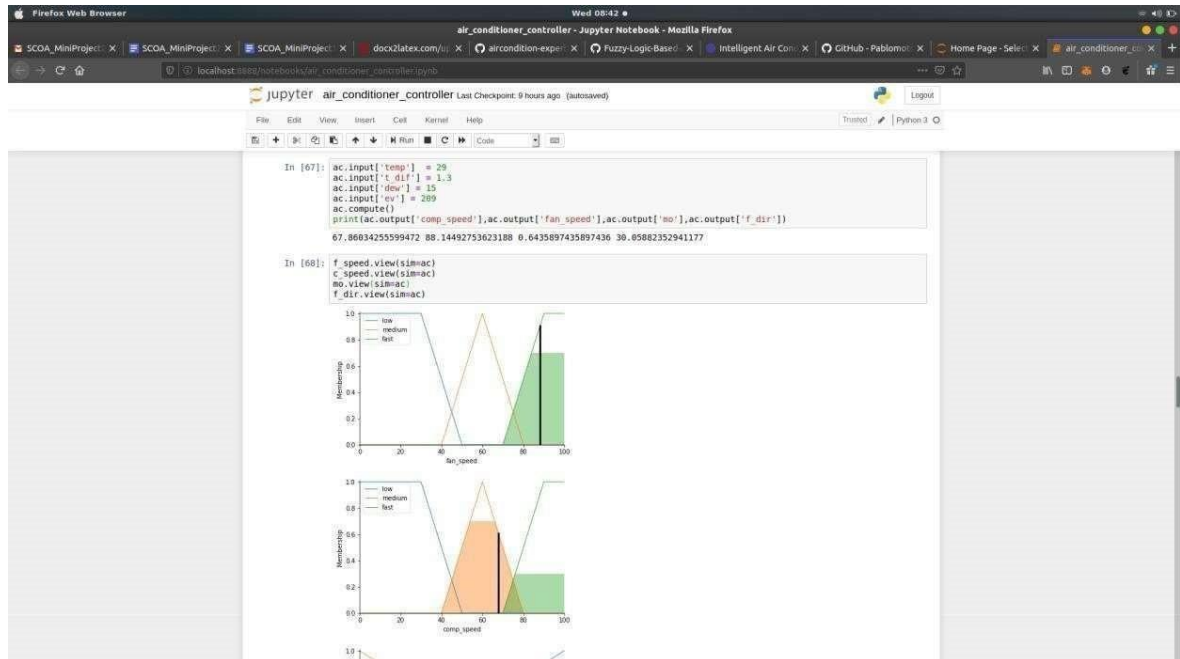 Firefox Web Browser
Wed 08:42
air_conditioner_controller - Jupyter Notebook - Mozilla Firefox
SCOA_MiniProject
SCOA_MiniProject
SCOA_MiniProject
docx2latex.com/u
aircondition-exper
Fuzzy-Logic-Based
Intelligent Air Con
GitHub - Pablomo
Home Page - Select
air_conditioner_co
localhost:8888/notebooks/air_conditioner_controller.ipynb
jupyter air_conditioner_controller Last Checkpoint: 9 hours ago (autosaved)
Logout
File Edit View Insert Cell Kernel Help
Trusted Python 3
Run Code
In [67]: ac.input['temp'] = 29
ac.input['t_dif'] = 1.3
ac.input['dew'] = 15
ac.input['ev'] = 209
ac.compute()
print(ac.output['comp_speed'],ac.output['fan_speed'],ac.output['mo'],ac.output['f_dir'])
67.86034255599472 88.14492753623188 0.6435897435897436 30.05882352941177
In [68]: f_speed.view(sim=ac)
c_speed.view(sim=ac)
mo.view(sim=ac)
f_dir.view(sim=ac)
1.0
0.8
0.6
0.4
0.2
0.0
Membership
low
medium
fast
0 20 40 60 80 100
fan_speed
1.0
0.8
0.6
0.4
0.2
0.0
Membership
low
medium
fast
0 20 40 60 80 100
comp_speed
1.0